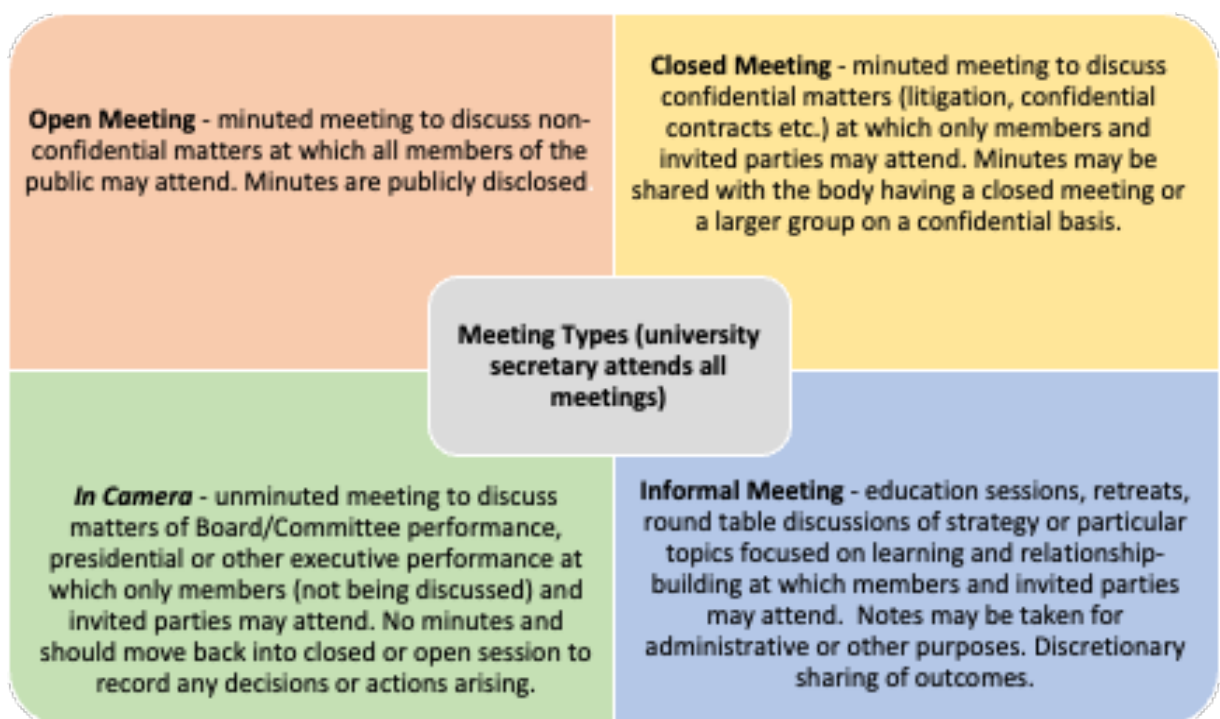 Open Meeting - minuted meeting to discuss non-
confidential matters at which all members of the
public may attend. Minutes are publicly disclosed.
Closed Meeting - minuted meeting to discuss
confidential matters (litigation, confidential
contracts etc.) at which only members and
invited parties may attend. Minutes may be
shared with the body having a closed meeting or
a larger group on a confidential basis.
Meeting Types (university
secretary attends all
meetings)
In Camera - unminuted meeting to discuss
matters of Board/Committee performance,
presidential or other executive performance at
which only members (not being discussed) and
invited parties may attend. No minutes and
should move back into closed or open session to
record any decisions or actions arising.
Informal Meeting - education sessions, retreats,
round table discussions of strategy or particular
topics focused on learning and relationship-
building at which members and invited parties
may attend.  Notes may be taken for
administrative or other purposes. Discretionary
sharing of outcomes.